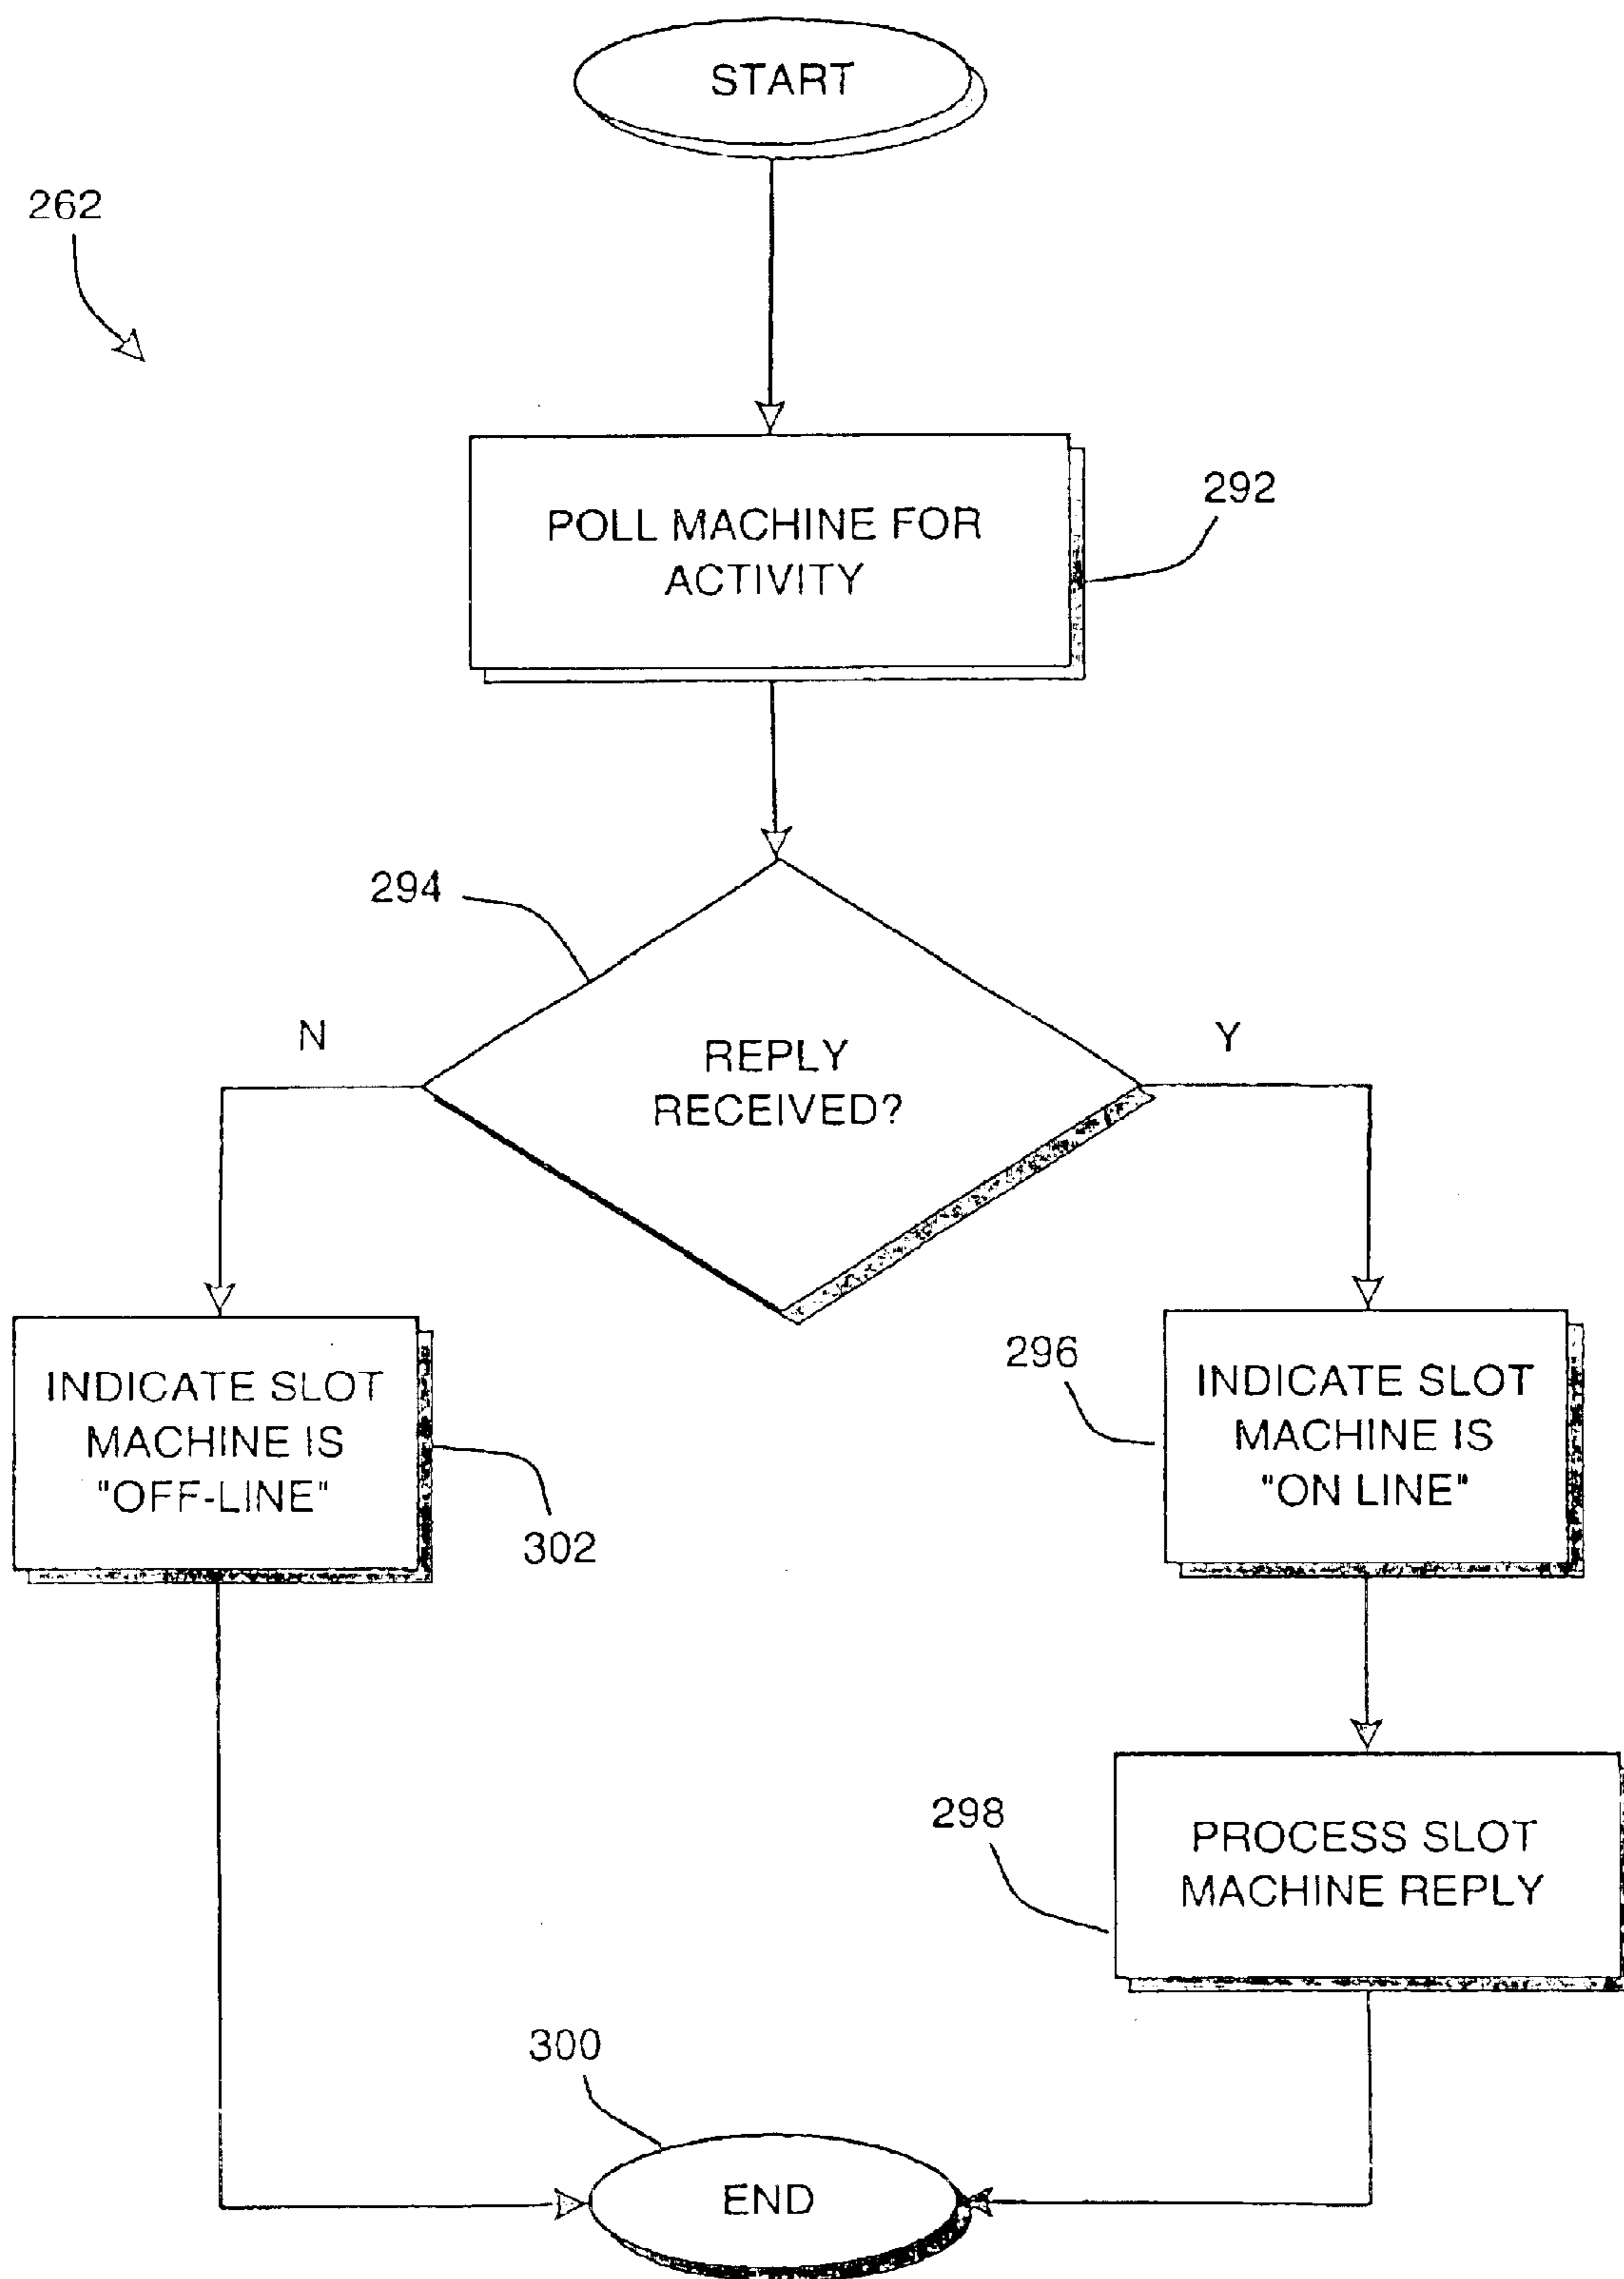 START
262
POLL MACHINE FOR
ACTIVITY
292
294
N
REPLY
RECEIVED?
Y
INDICATE SLOT
MACHINE IS
"OFF-LINE"
302
296
INDICATE SLOT
MACHINE IS
"ON LINE"
298
PROCESS SLOT
MACHINE REPLY
300
END